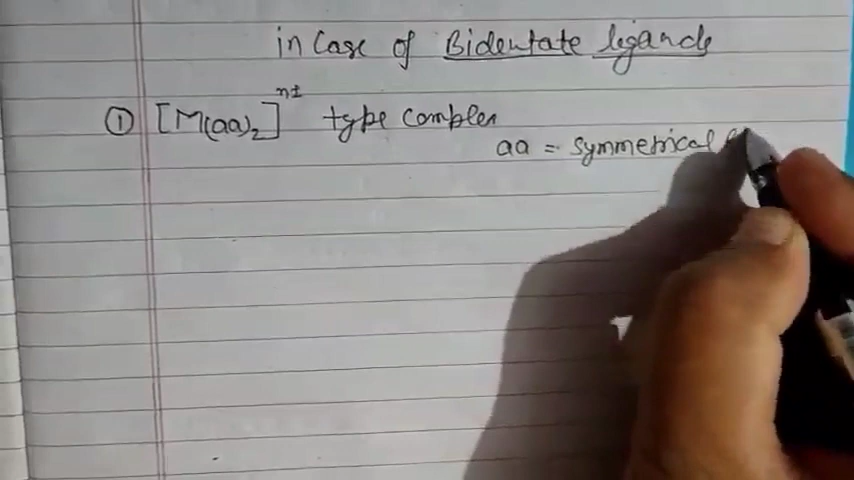 in Case of Bidentate ligands
① [M(aa)₂]ⁿ± type complex
aa = symmetrical